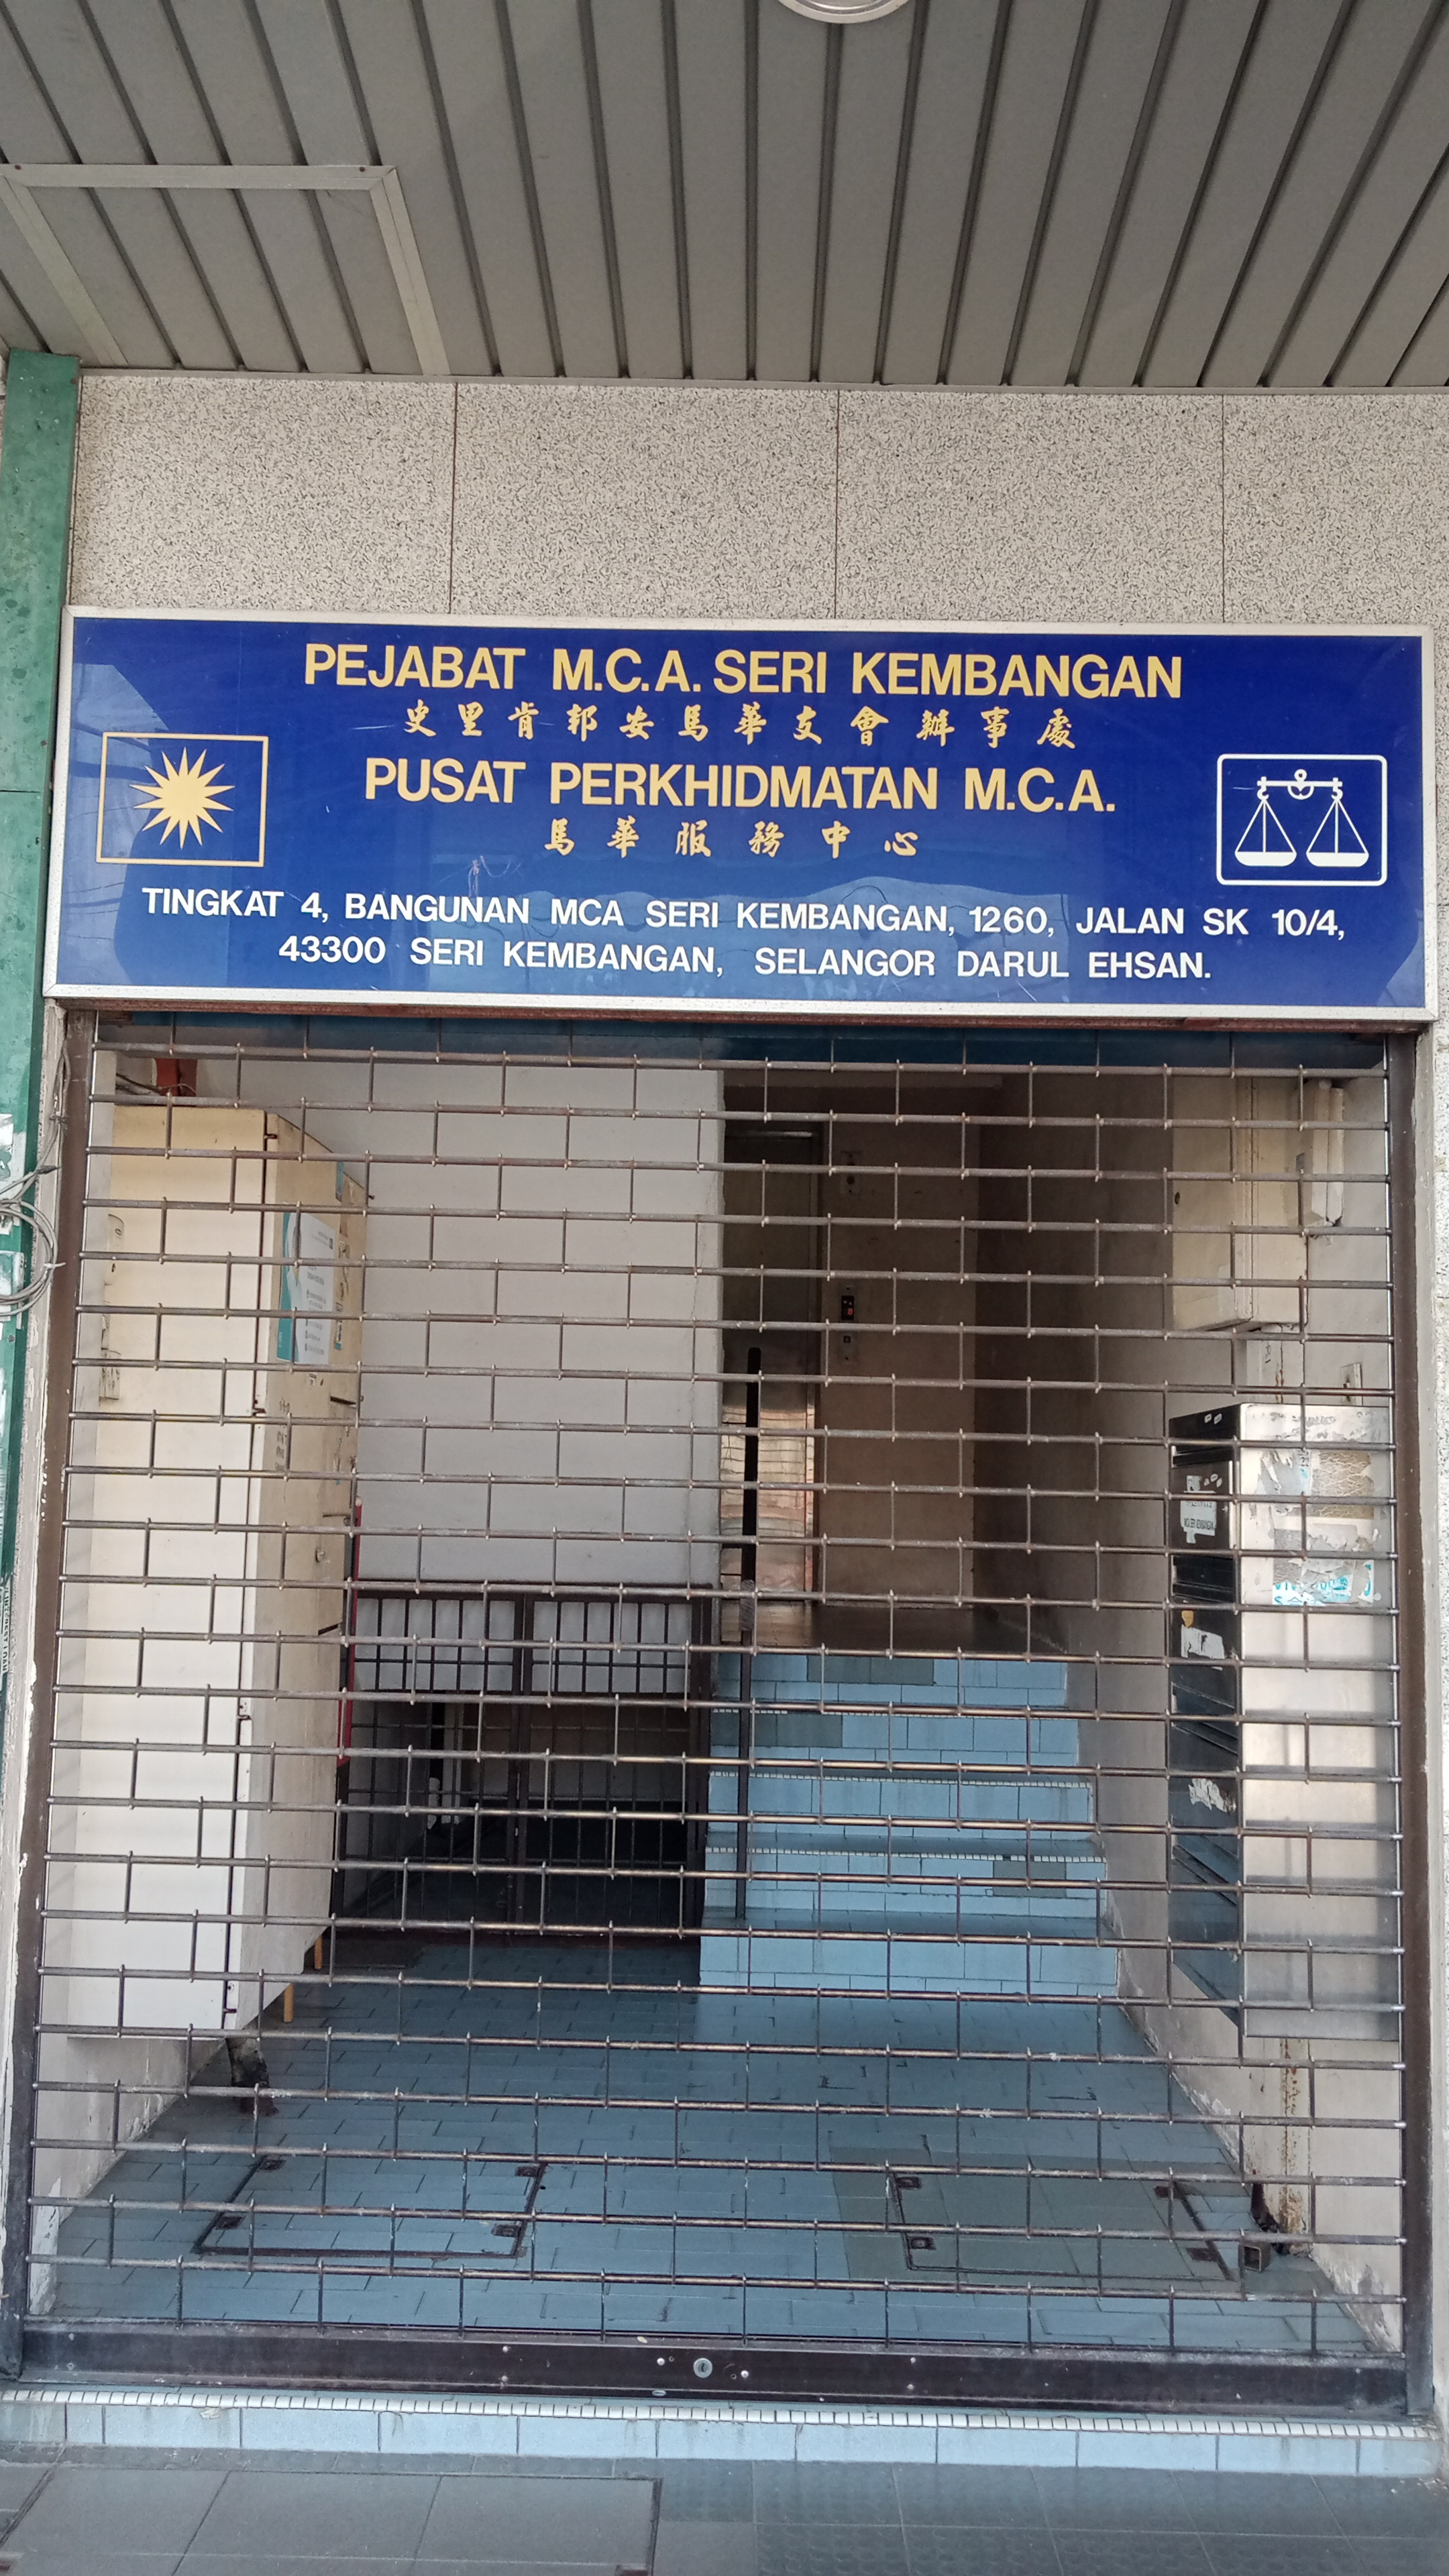 PEJABAT M.C.A. SERI KEMBANGAN
史里肯邦安馬華支會辦事處
PUSAT PERKHIDMATAN M.C.A.
馬華服務中心
TINGKAT 4, BANGUNAN MCA SERI KEMBANGAN, 1260, JALAN SK 10/4,
43300 SERI KEMBANGAN, SELANGOR DARUL EHSAN.